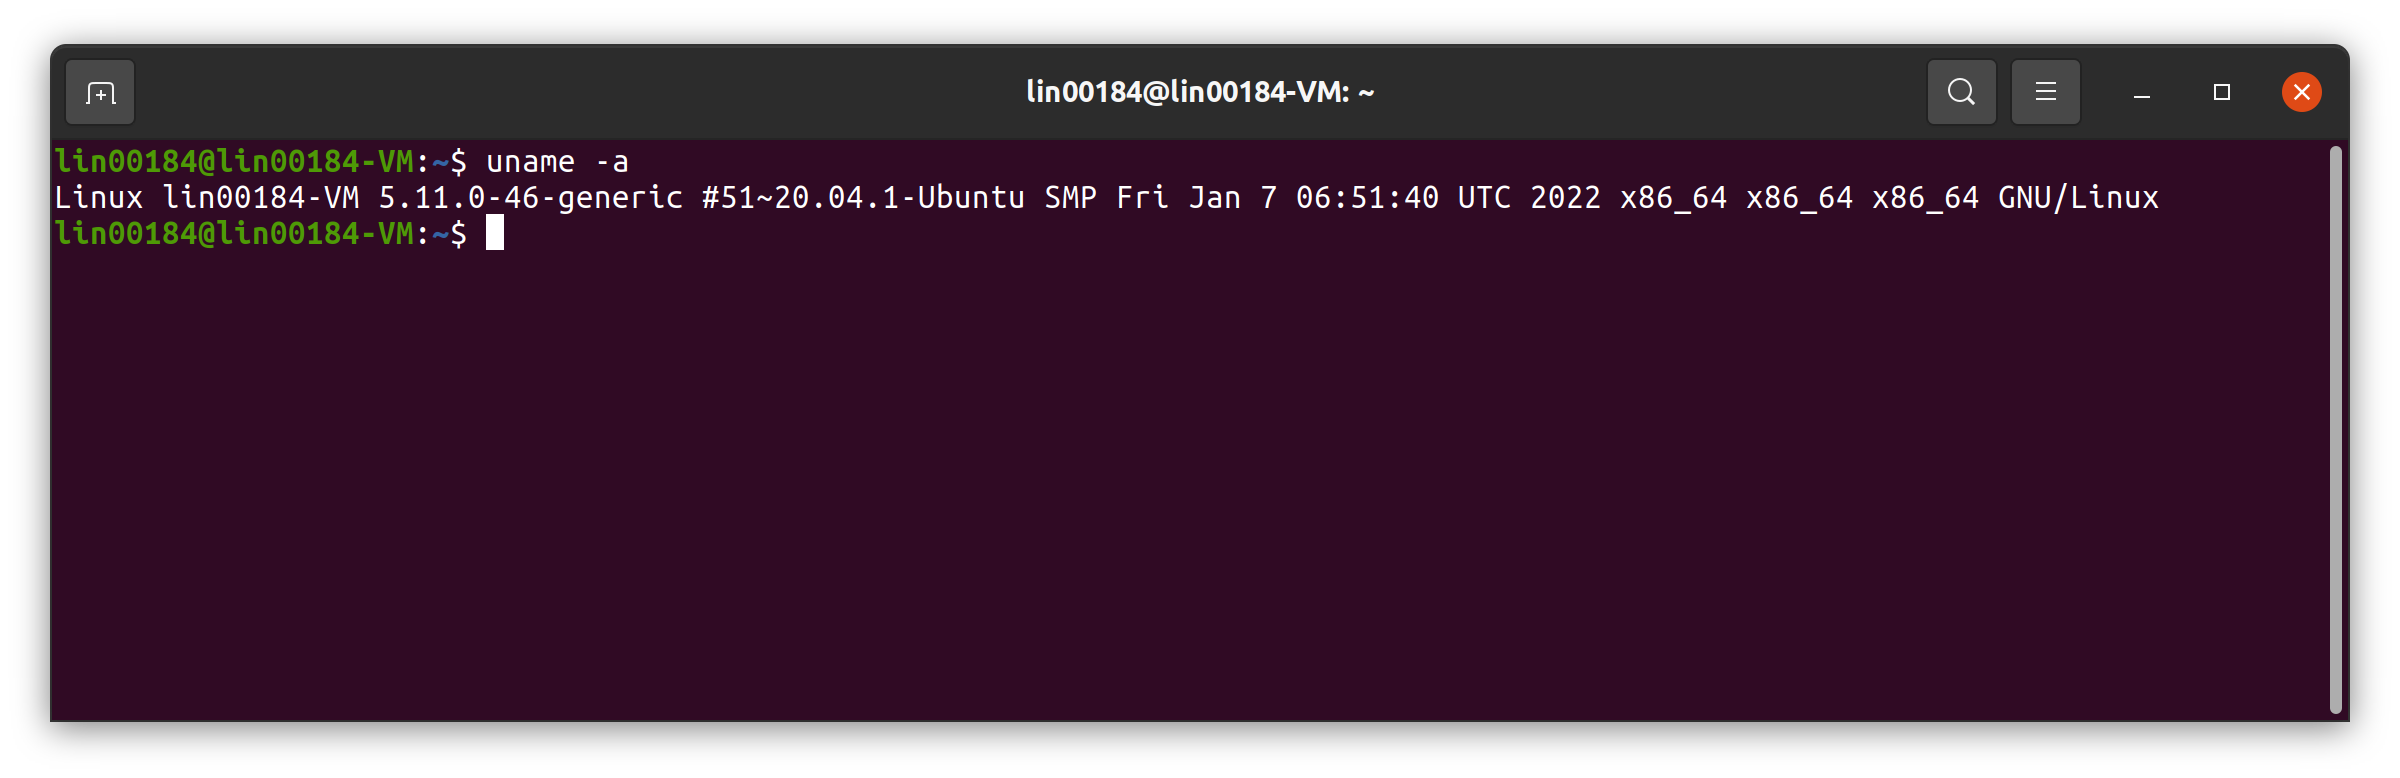 lin00184@lin00184-VM: ~
lin00184@lin00184-VM:~$ uname -a
Linux lin00184-VM 5.11.0-46-generic #51~20.04.1-Ubuntu SMP Fri Jan 7 06:51:40 UTC 2022 x86_64 x86_64 x86_64 GNU/Linux
lin00184@lin00184-VM:~$